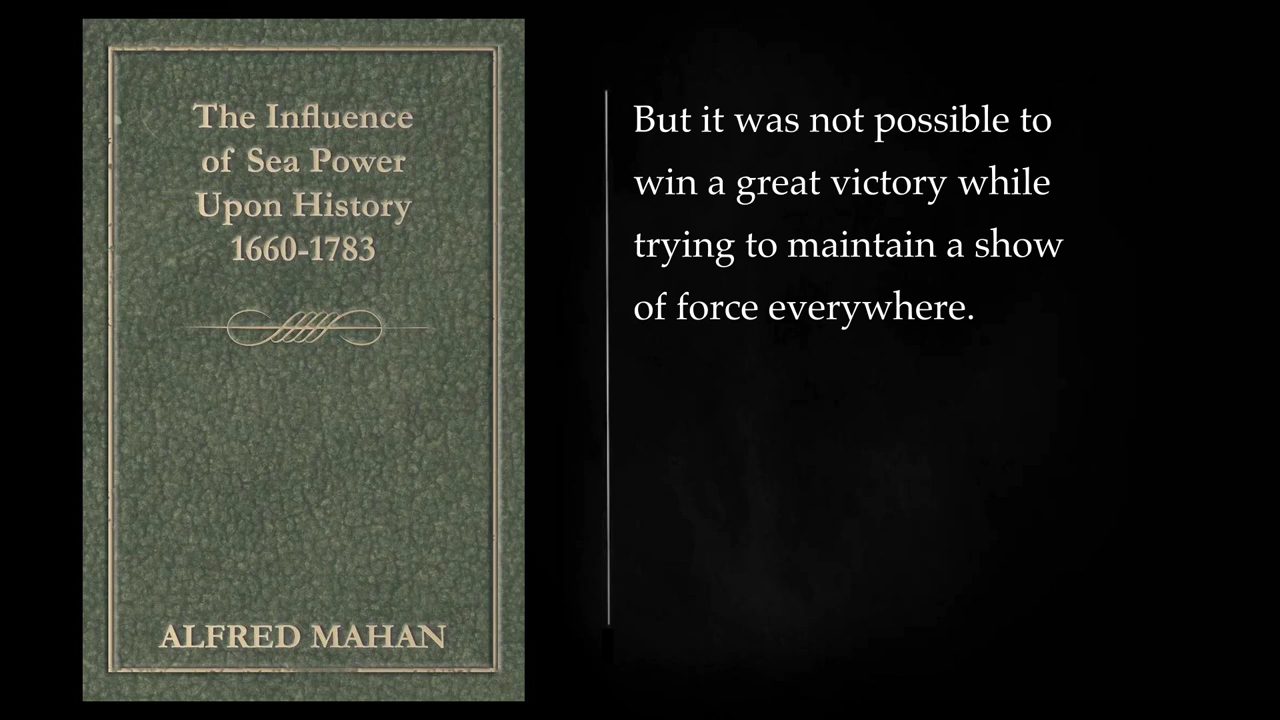 The Influence
of Sea Power
Upon History
1660-1783
ALFRED MAHAN
But it was not possible to
win a great victory while
trying to maintain a show
of force everywhere.